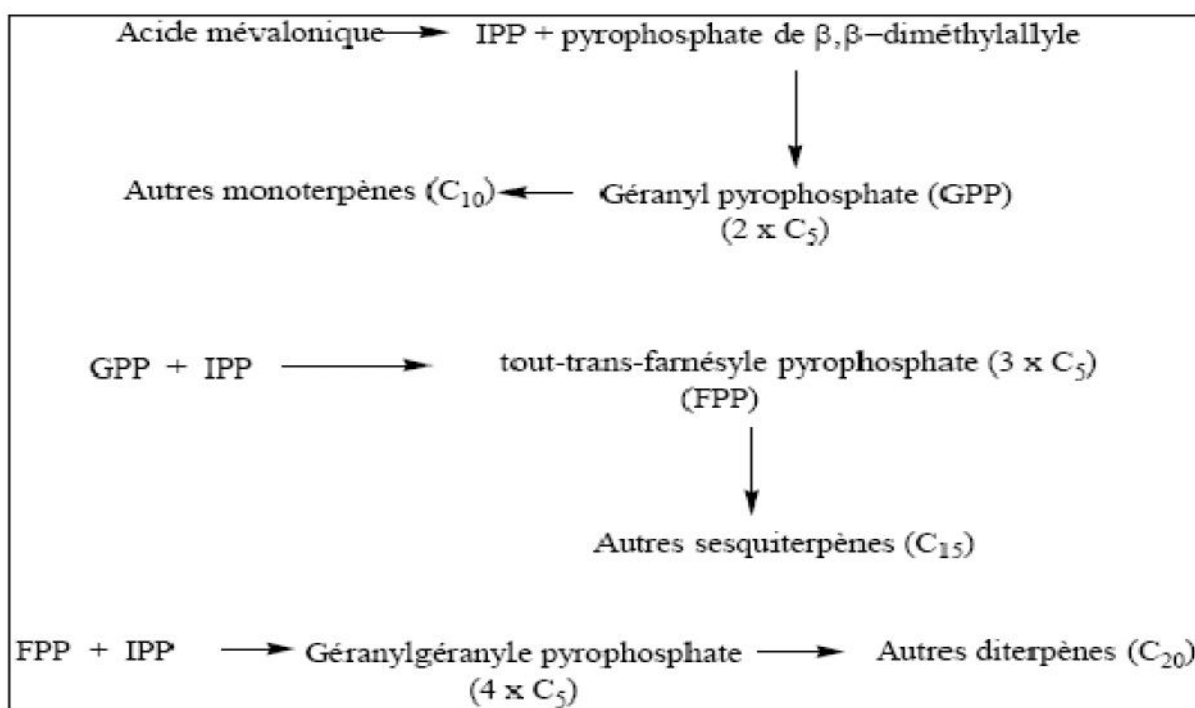 Acide mévalonique → IPP + pyrophosphate de β,β–diméthylallyle
Autres monoterpènes (C₁₀) ← Géranyl pyrophosphate (GPP)
(2 x C₅)
GPP + IPP → tout-trans-farnésyle pyrophosphate (3 x C₅)
(FPP)
Autres sesquiterpènes (C₁₅)
FPP + IPP → Géranylgéranyle pyrophosphate → Autres diterpènes (C₂₀)
(4 x C₅)